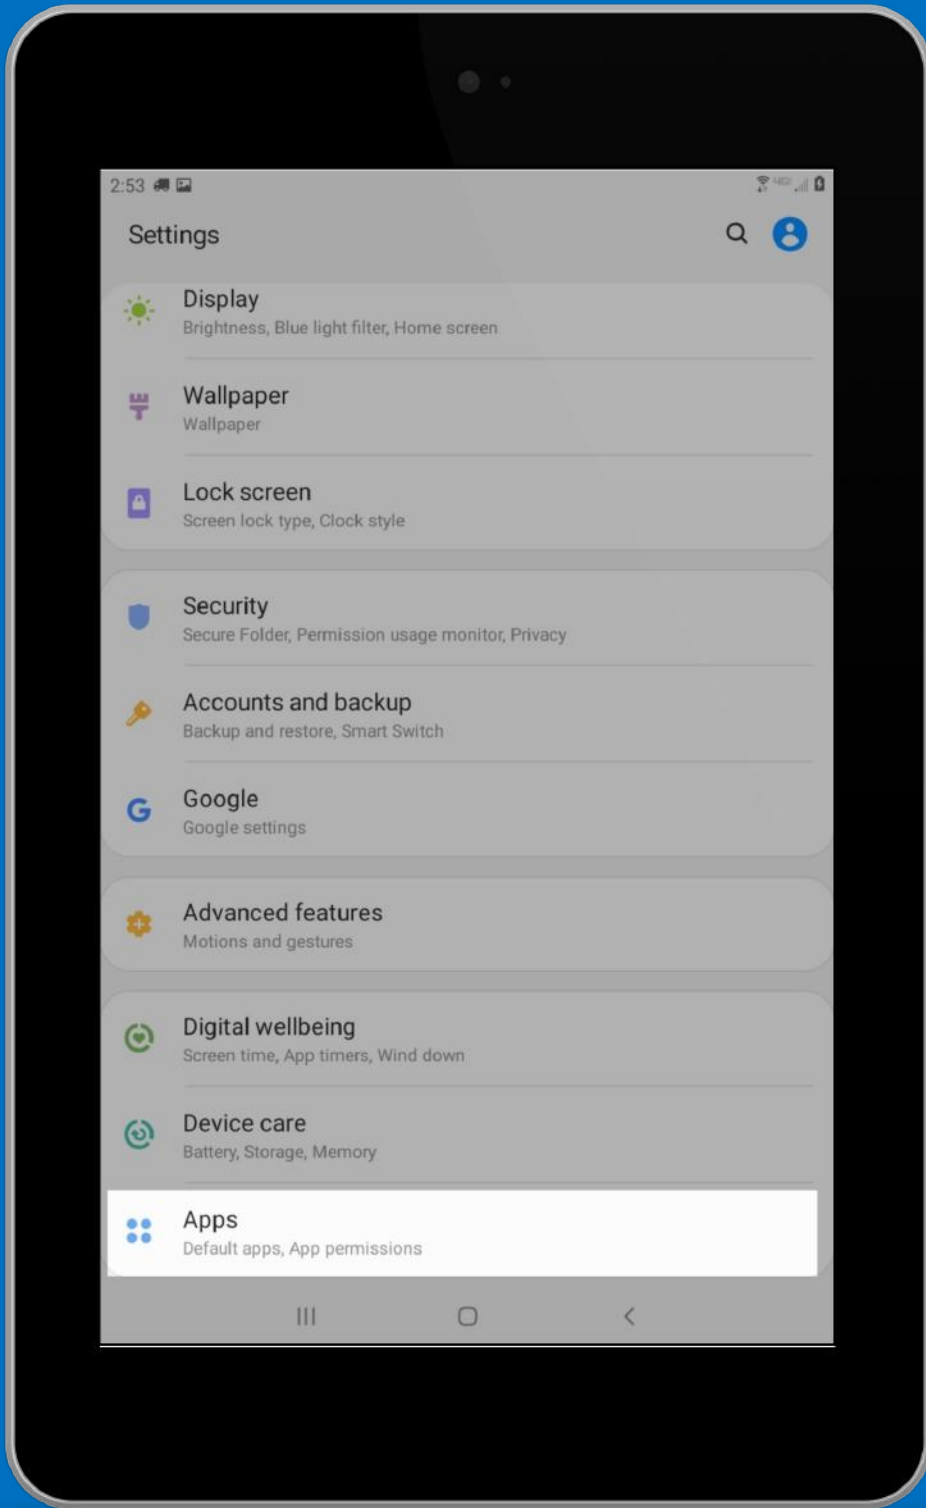 2:53
Settings
Display
Brightness, Blue light filter, Home screen
Wallpaper
Wallpaper
Lock screen
Screen lock type, Clock style
Security
Secure Folder, Permission usage monitor, Privacy
Accounts and backup
Backup and restore, Smart Switch
Google
Google settings
Advanced features
Motions and gestures
Digital wellbeing
Screen time, App timers, Wind down
Device care
Battery, Storage, Memory
Apps
Default apps, App permissions